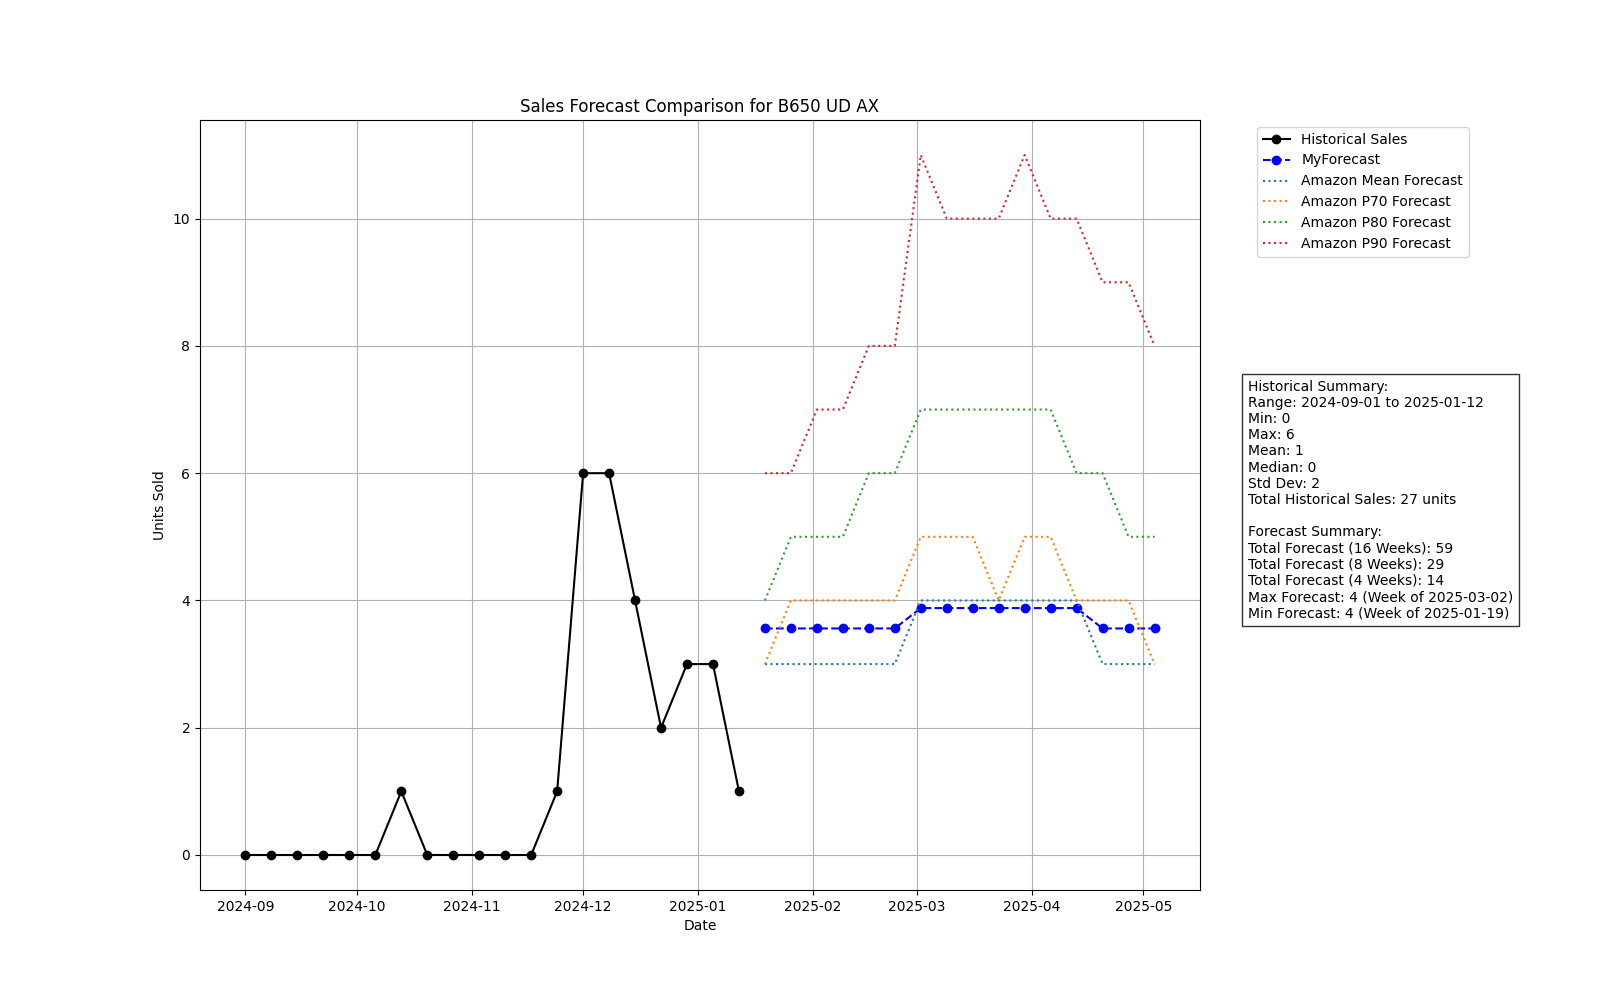 Sales Forecast Comparison for B650 UD AX
Historical Sales
MyForecast
Amazon Mean Forecast
Amazon P70 Forecast
Amazon P80 Forecast
Amazon P90 Forecast
10
8
6
4
2
0
Units Sold
2024-09
2024-10
2024-11
2024-12
2025-01
2025-02
2025-03
2025-04
2025-05
Date
Historical Summary:
Range: 2024-09-01 to 2025-01-12
Min: 0
Max: 6
Mean: 1
Median: 0
Std Dev: 2
Total Historical Sales: 27 units
Forecast Summary:
Total Forecast (16 Weeks): 59
Total Forecast (8 Weeks): 29
Total Forecast (4 Weeks): 14
Max Forecast: 4 (Week of 2025-03-02)
Min Forecast: 4 (Week of 2025-01-19)